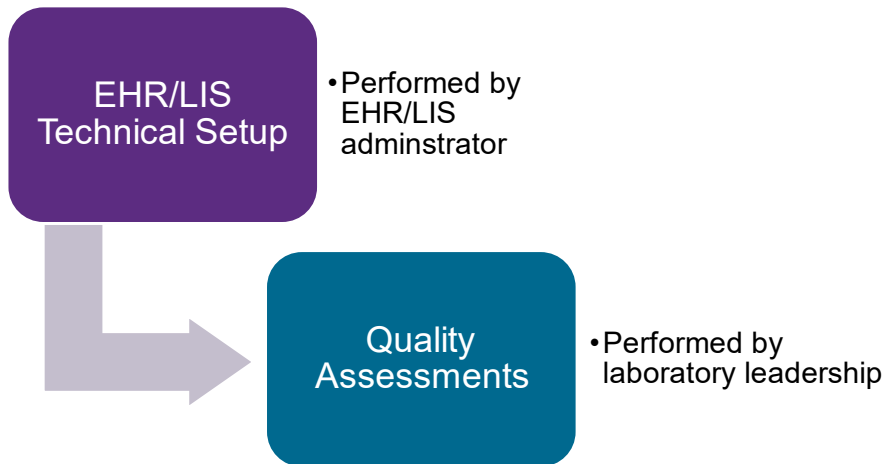 EHR/LIS
Technical Setup
•Performed by
EHR/LIS
adminstrator
Quality
Assessments
•Performed by
laboratory leadership